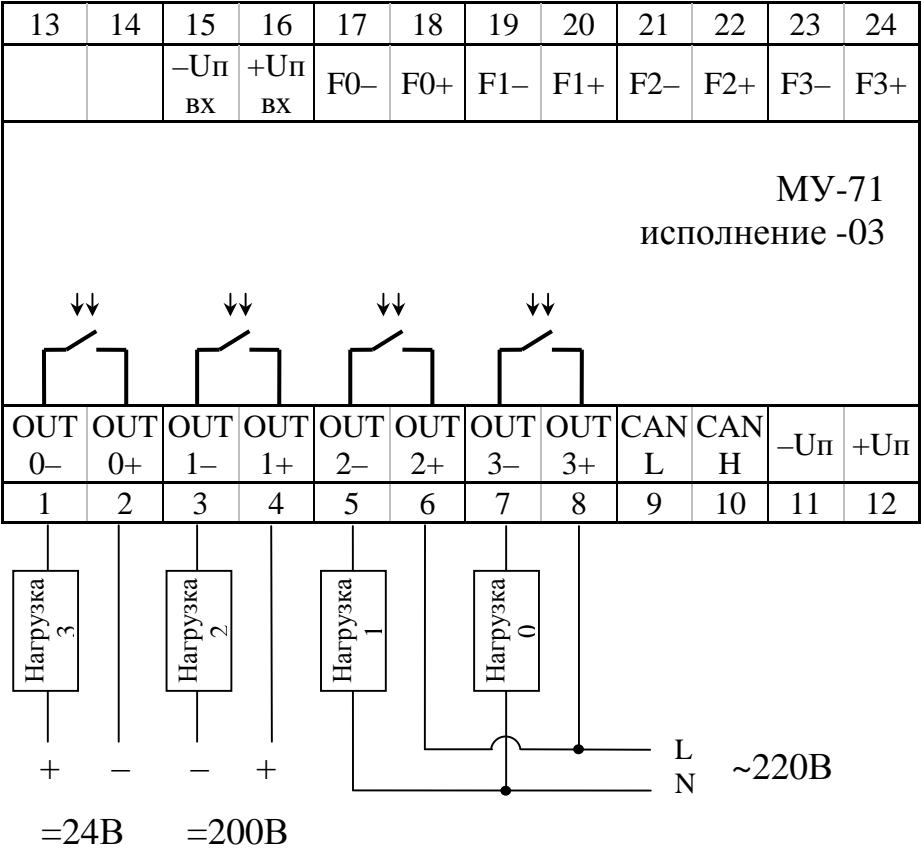 13 14 15 16 17 18 19 20 21 22 23 24
–Uп вх +Uп вх F0– F0+ F1– F1+ F2– F2+ F3– F3+
МУ-71
исполнение -03
OUT 0– OUT 0+ OUT 1– OUT 1+ OUT 2– OUT 2+ OUT 3– OUT 3+ CAN L CAN H –Uп +Uп
1 2 3 4 5 6 7 8 9 10 11 12
Нагрузка 3
Нагрузка 2
Нагрузка 1
Нагрузка 0
+ – – +
L
N
~220В
=24В =200В